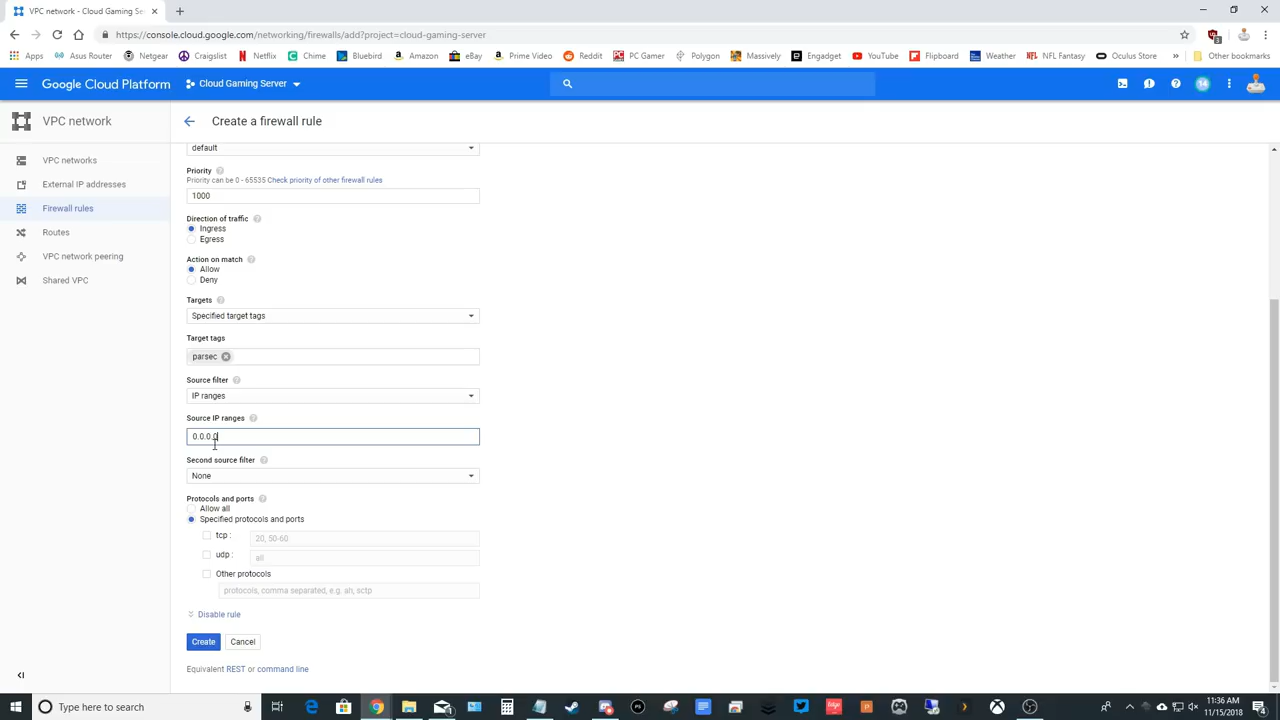 VPC network - Cloud Gaming Ser
https://console.cloud.google.com/networking/firewalls/add?project=cloud-gaming-server
Apps Asus Router Netgear Craigslist Netflix Chime Bluebird Amazon eBay Prime Video Reddit PC Gamer Polygon Massively Engadget YouTube Flipboard Weather NFL Fantasy Oculus Store » Other bookmarks
Google Cloud Platform Cloud Gaming Server
VPC network
Create a firewall rule
VPC networks
External IP addresses
Firewall rules
Routes
VPC network peering
Shared VPC
default
Priority
Priority can be 0 - 65535 Check priority of other firewall rules
1000
Direction of traffic
Ingress
Egress
Action on match
Allow
Deny
Targets
Specified target tags
Target tags
parsec
Source filter
IP ranges
Source IP ranges
0.0.0.0
Second source filter
None
Protocols and ports
Allow all
Specified protocols and ports
tcp : 20, 50-60
udp : all
Other protocols
protocols, comma separated, e.g. ah, sctp
Disable rule
Create Cancel
Equivalent REST or command line
Type here to search
11:36 AM
11/15/2018